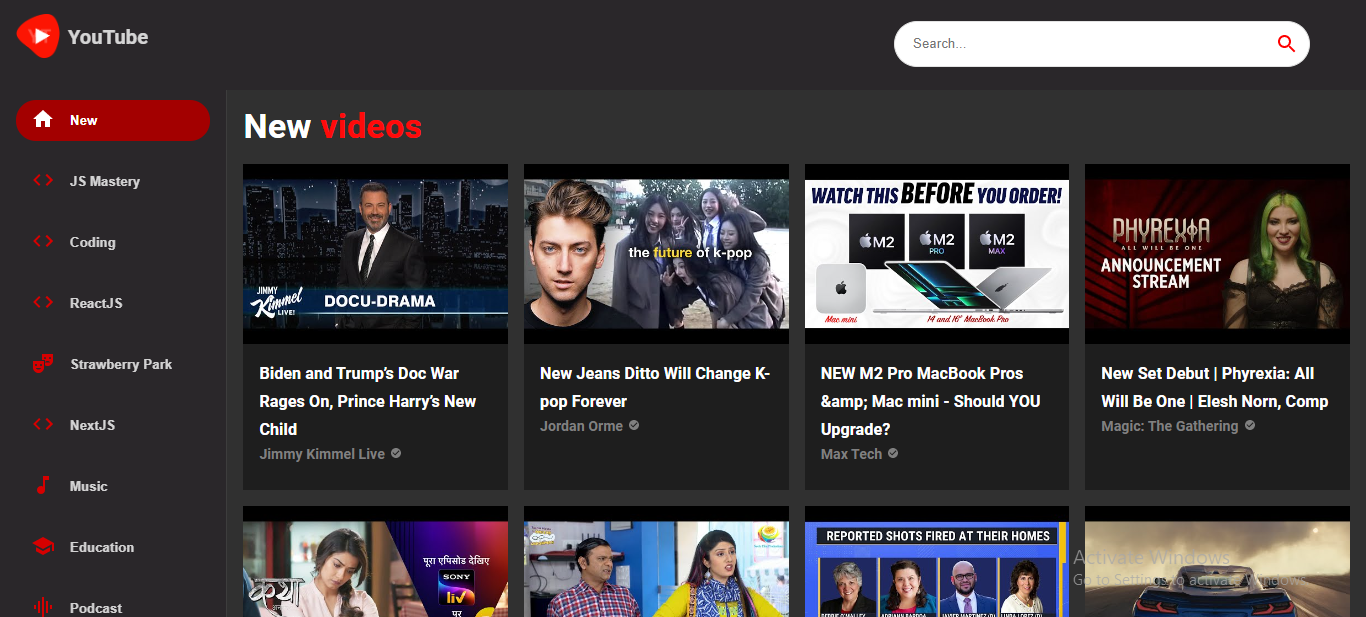 YouTube
Search...
New
JS Mastery
Coding
ReactJS
Strawberry Park
NextJS
Music
Education
Podcast
New videos
JIMMY
Kimmel
LIVE!
DOCU-DRAMA
Biden and Trump’s Doc War
Rages On, Prince Harry’s New
Child
Jimmy Kimmel Live
the future of k-pop
New Jeans Ditto Will Change K-
pop Forever
Jordan Orme
WATCH THIS BEFORE YOU ORDER!
M2
M2
PRO
M2
MAX
Mac mini
14 and 16" MacBook Pro
NEW M2 Pro MacBook Pros
&amp; Mac mini - Should YOU
Upgrade?
Max Tech
PHYREXIA
ALL WILL BE ONE
ANNOUNCEMENT
STREAM
New Set Debut | Phyrexia: All
Will Be One | Elesh Norn, Comp
Magic: The Gathering
पूरा एपिसोड देखिए
SONY
liv
पर
कथा
REPORTED SHOTS FIRED AT THEIR HOMES
Activate Windows
Go to Settings to activate Windows.